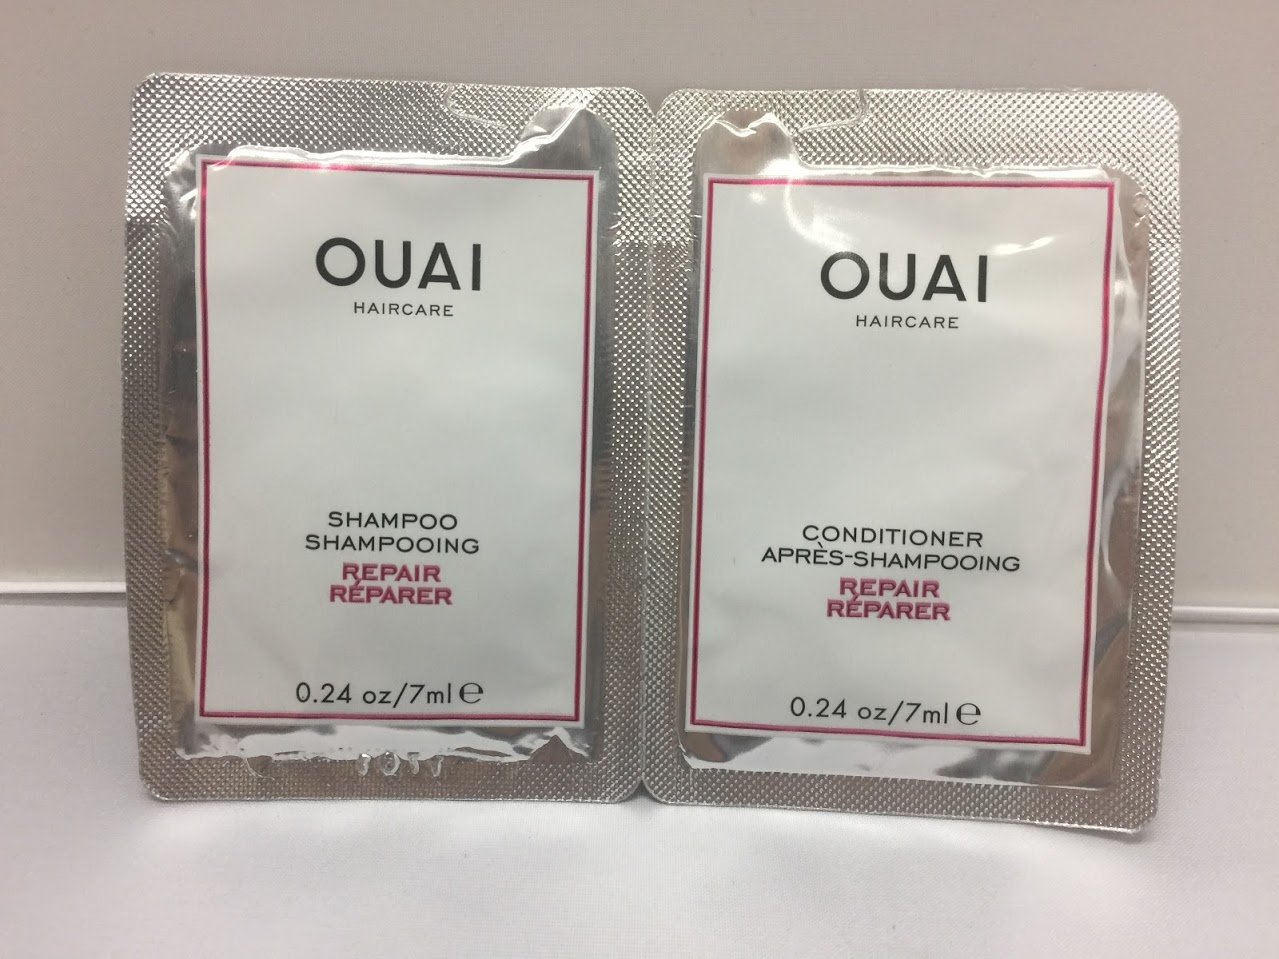 OUAI
HAIRCARE
SHAMPOO
SHAMPOOING
REPAIR
RÉPARER
0.24 oz/7ml ℮
OUAI
HAIRCARE
CONDITIONER
APRÈS-SHAMPOOING
REPAIR
RÉPARER
0.24 oz/7ml ℮